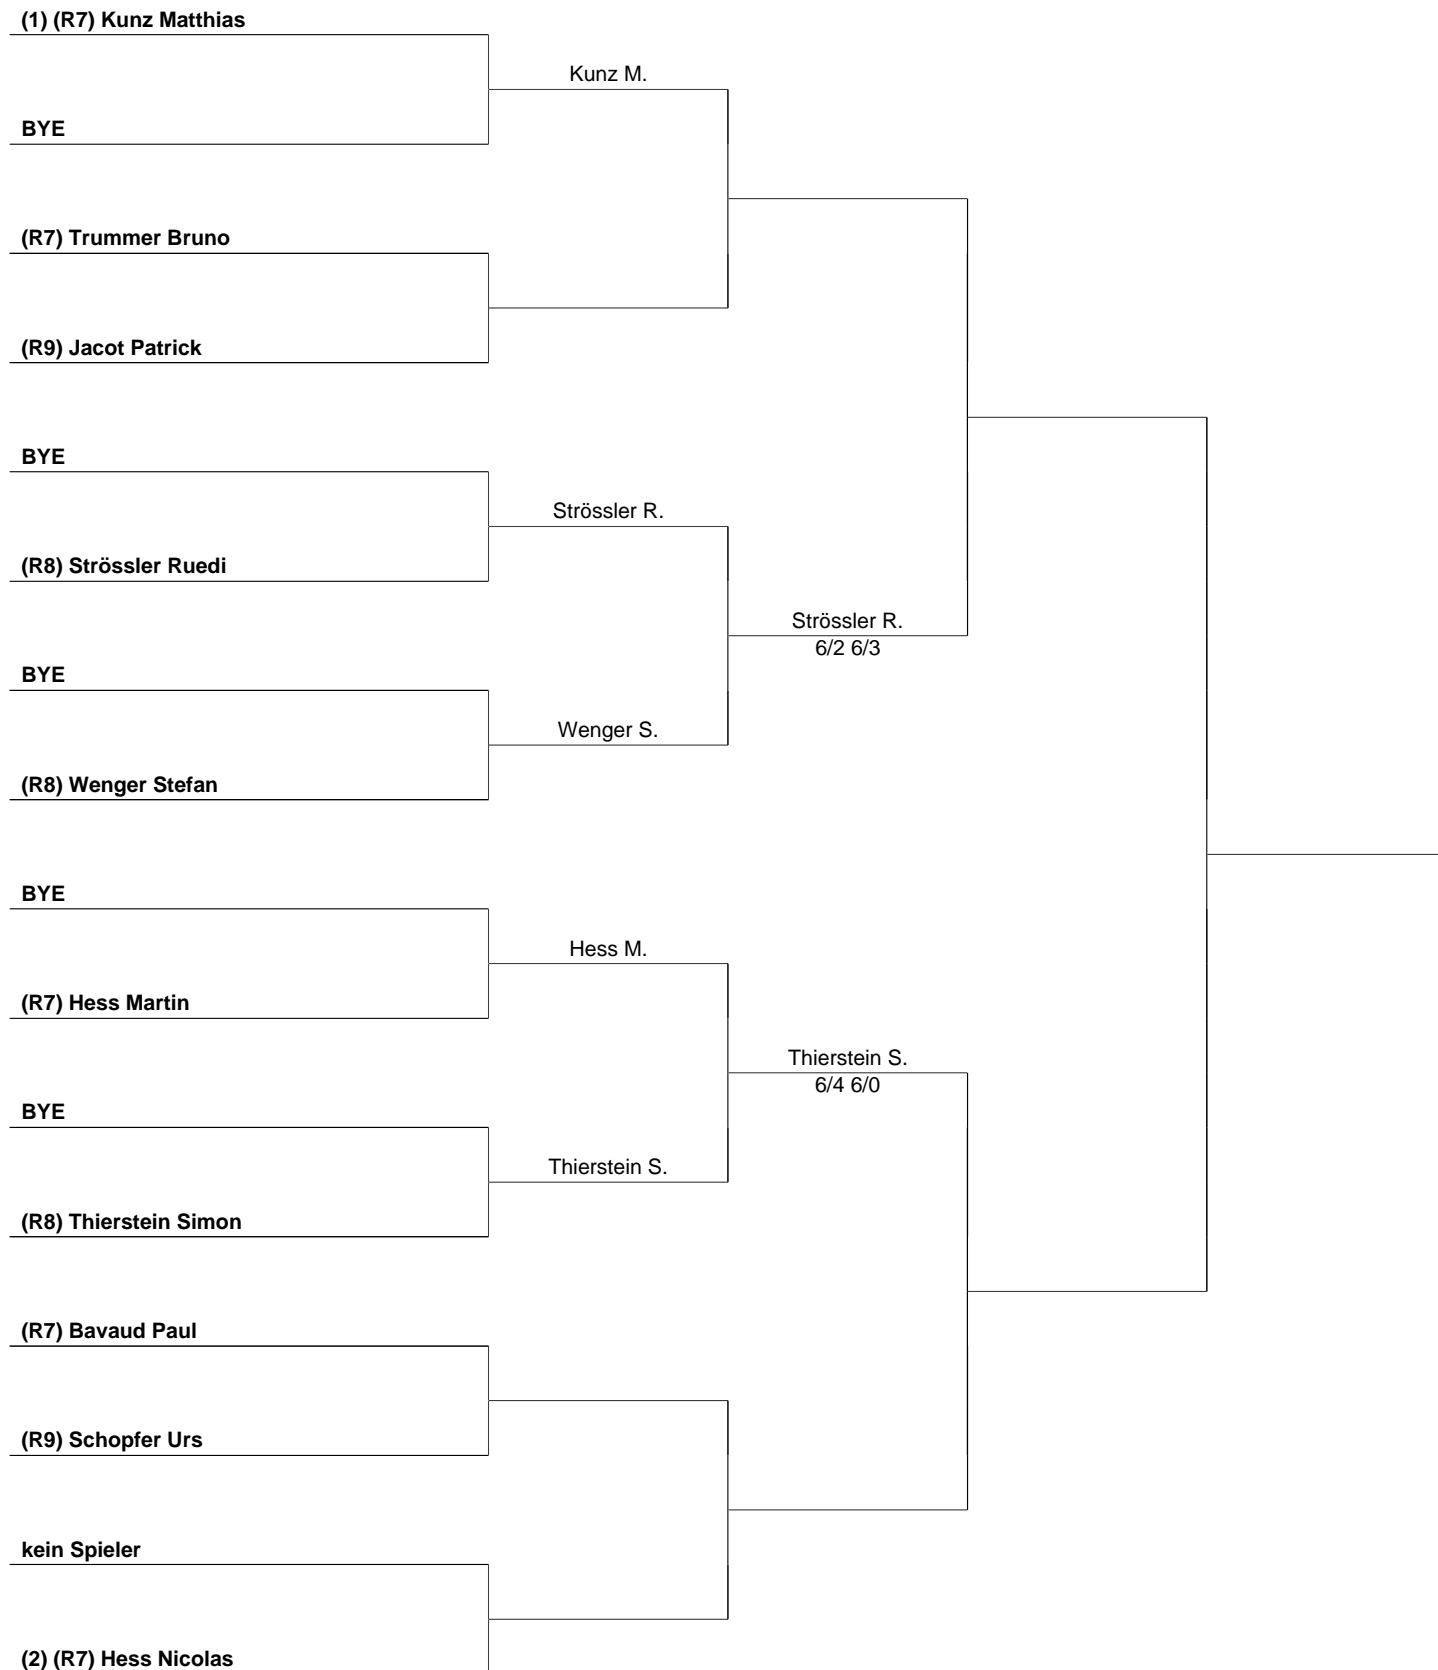 (1) (R7) Kunz Matthias
Kunz M.
BYE
(R7) Trummer Bruno
(R9) Jacot Patrick
BYE
Strössler R.
(R8) Strössler Ruedi
Strössler R.
6/2 6/3
BYE
Wenger S.
(R8) Wenger Stefan
BYE
Hess M.
(R7) Hess Martin
Thierstein S.
6/4 6/0
BYE
Thierstein S.
(R8) Thierstein Simon
(R7) Bavaud Paul
(R9) Schopfer Urs
kein Spieler
(2) (R7) Hess Nicolas